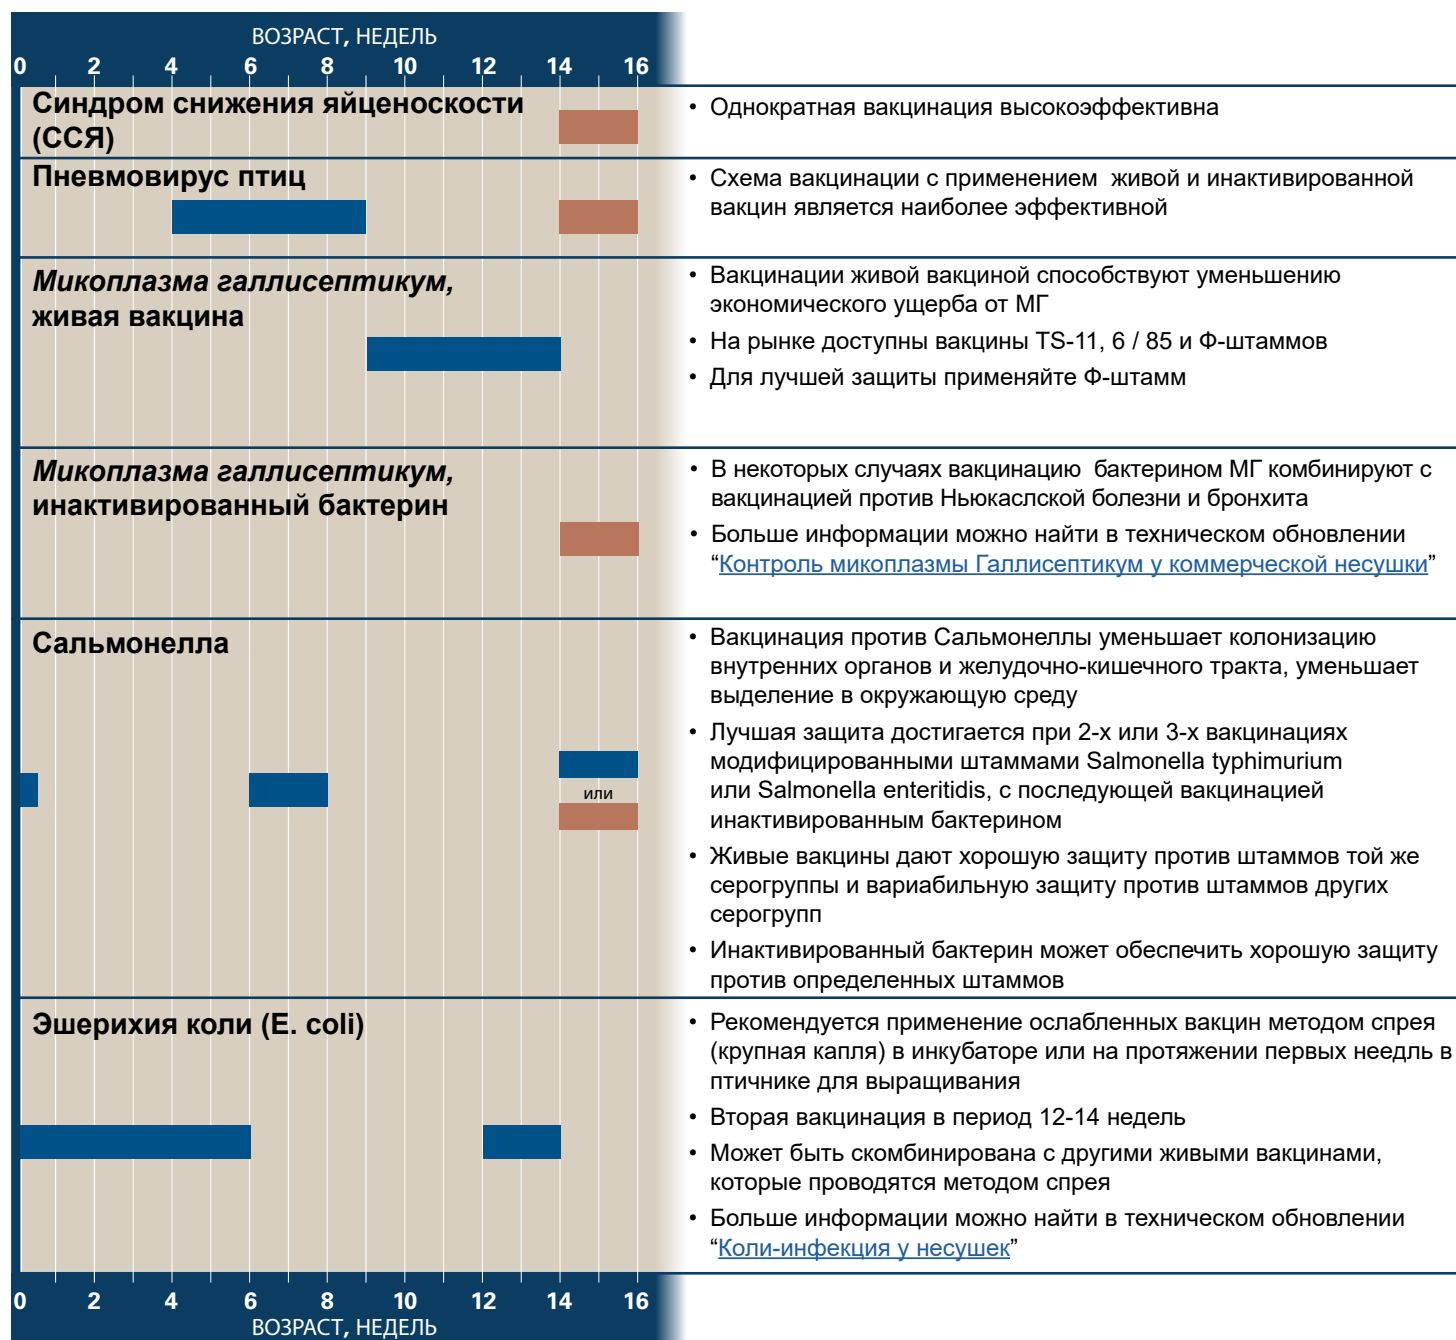 ВОЗРАСТ, НЕДЕЛЬ
0 2 4 6 8 10 12 14 16
Синдром снижения яйценоскости
(ССЯ)
• Однократная вакцинация высокоэффективна
Пневмовирус птиц
• Схема вакцинации с применением живой и инактивированной
вакцин является наиболее эффективной
Микоплазма галлисептикум,
живая вакцина
• Вакцинации живой вакциной способствуют уменьшению
экономического ущерба от МГ
• На рынке доступны вакцины TS-11, 6 / 85 и Ф-штаммов
• Для лучшей защиты применяйте Ф-штамм
Микоплазма галлисептикум,
инактивированный бактерин
• В некоторых случаях вакцинацию бактерином МГ комбинируют с
вакцинацией против Ньюкаслской болезни и бронхита
• Больше информации можно найти в техническом обновлении
“Контроль микоплазмы Галлисептикум у коммерческой несушки”
Сальмонелла
или
• Вакцинация против Сальмонеллы уменьшает колонизацию
внутренних органов и желудочно-кишечного тракта, уменьшает
выделение в окружающую среду
• Лучшая защита достигается при 2-х или 3-х вакцинациях
модифицированными штаммами Salmonella typhimurium
или Salmonella enteritidis, с последующей вакцинацией
инактивированным бактерином
• Живые вакцины дают хорошую защиту против штаммов той же
серогруппы и вариабильную защиту против штаммов других
серогрупп
• Инактивированный бактерин может обеспечить хорошую защиту
против определенных штаммов
Эшерихия коли (E. coli)
• Рекомендуется применение ослабленных вакцин методом спрея
(крупная капля) в инкубаторе или на протяжении первых неедль в
птичнике для выращивания
• Вторая вакцинация в период 12-14 недель
• Может быть скомбинирована с другими живыми вакцинами,
которые проводятся методом спрея
• Больше информации можно найти в техническом обновлении
“Коли-инфекция у несушек”
0 2 4 6 8 10 12 14 16
ВОЗРАСТ, НЕДЕЛЬ